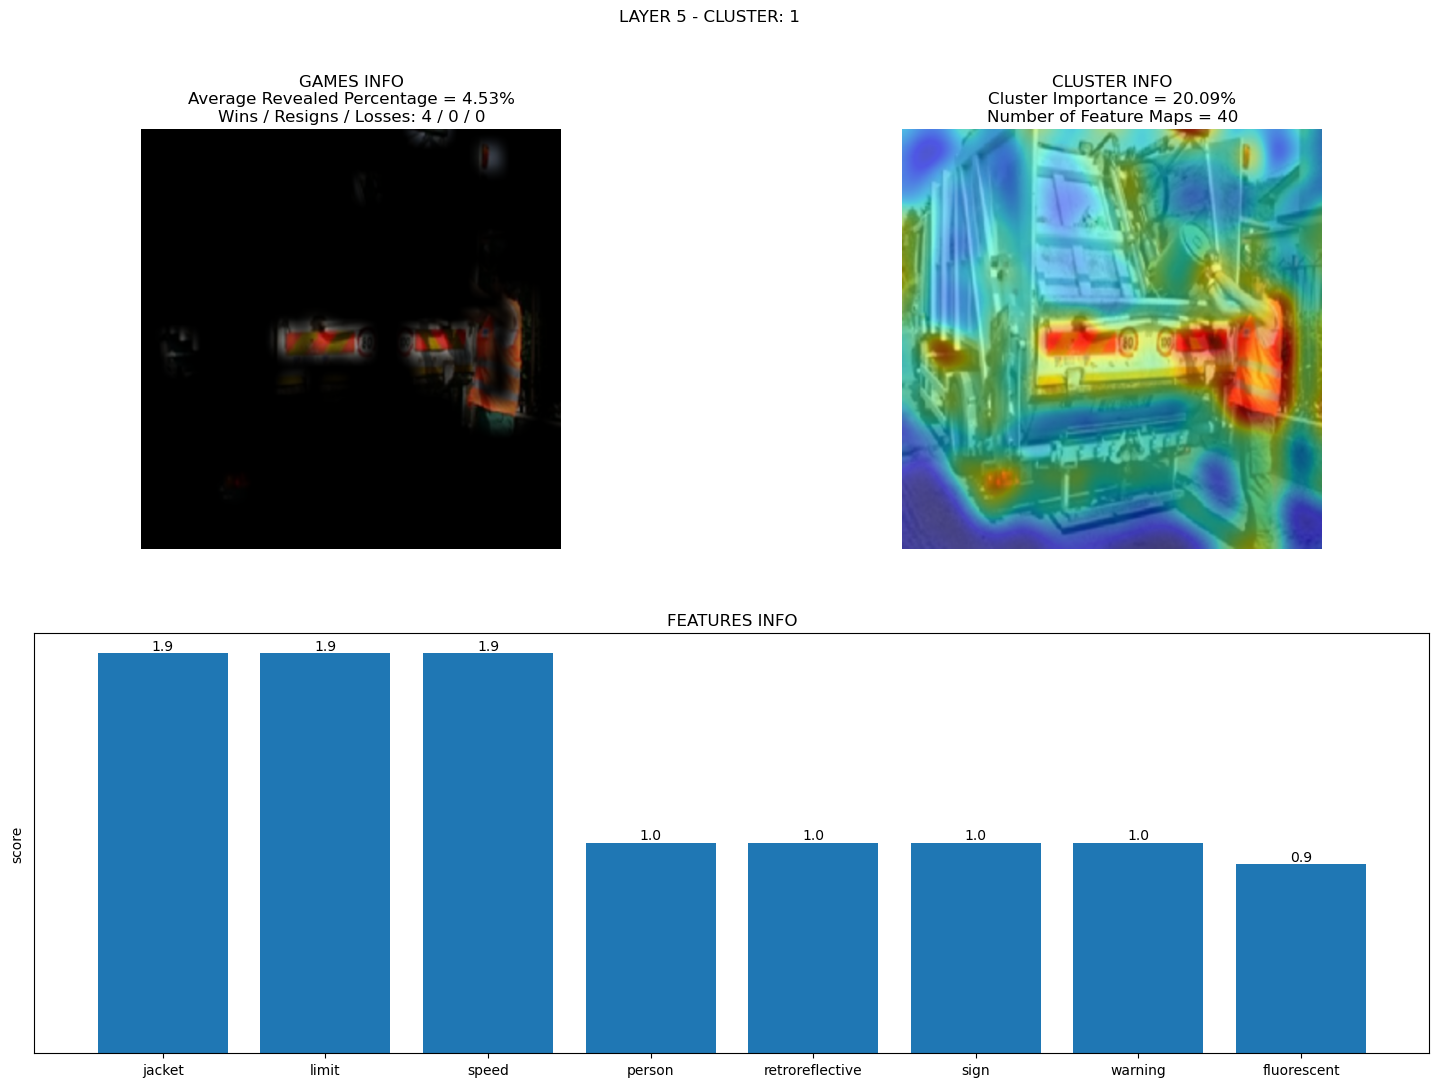 LAYER 5 - CLUSTER: 1
GAMES INFO
Average Revealed Percentage = 4.53%
Wins / Resigns / Losses: 4 / 0 / 0
CLUSTER INFO
Cluster Importance = 20.09%
Number of Feature Maps = 40
FEATURES INFO
score
1.9
1.9
1.9
1.0
1.0
1.0
1.0
0.9
jacket
limit
speed
person
retroreflective
sign
warning
fluorescent